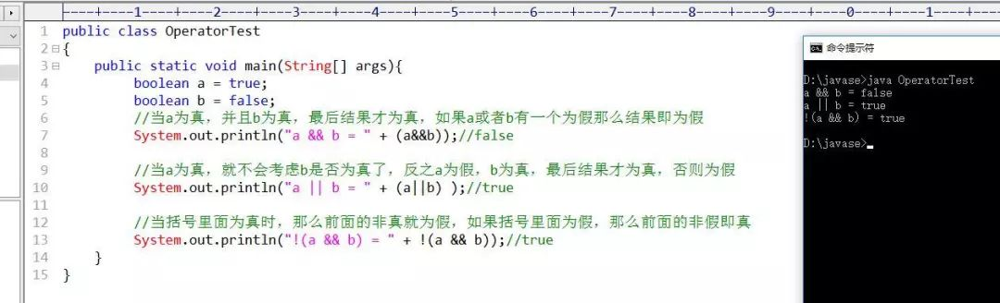 ----+----1----+----2----+----3----+----4----+----5----+----6----+----7----+----8----+----9----+----0----+----1----+--
1 public class OperatorTest
2 {
3 public static void main(String[] args){
4 boolean a = true;
5 boolean b = false;
6 //当a为真，并且b为真，最后结果才为真，如果a或者b有一个为假那么结果即为假
7 System.out.println("a && b = " + (a&&b));//false
8
9 //当a为真，就不会考虑b是否为真了，反之a为假，b为真，最后结果才为真，否则为假
10 System.out.println("a || b = " + (a||b) );//true
11
12 //当括号里面为真时，那么前面的非真就为假，如果括号里面为假，那么前面的非假即真
13 System.out.println("!(a && b) = " + !(a && b));//true
14 }
15 }
命令提示符
D:\javase>java OperatorTest
a && b = false
a || b = true
!(a && b) = true
D:\javase>